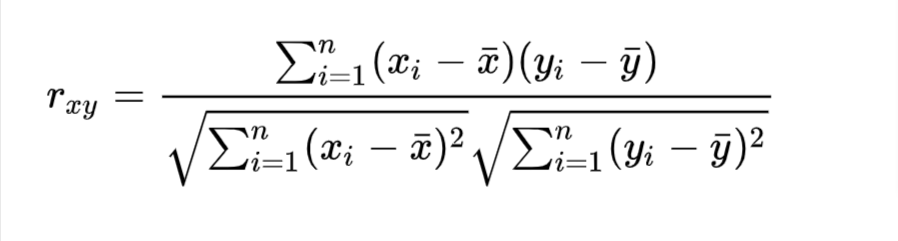 r_{xy} = \frac{\sum_{i=1}^{n}(x_i - \bar{x})(y_i - \bar{y})}{\sqrt{\sum_{i=1}^{n}(x_i - \bar{x})^2}\sqrt{\sum_{i=1}^{n}(y_i - \bar{y})^2}}